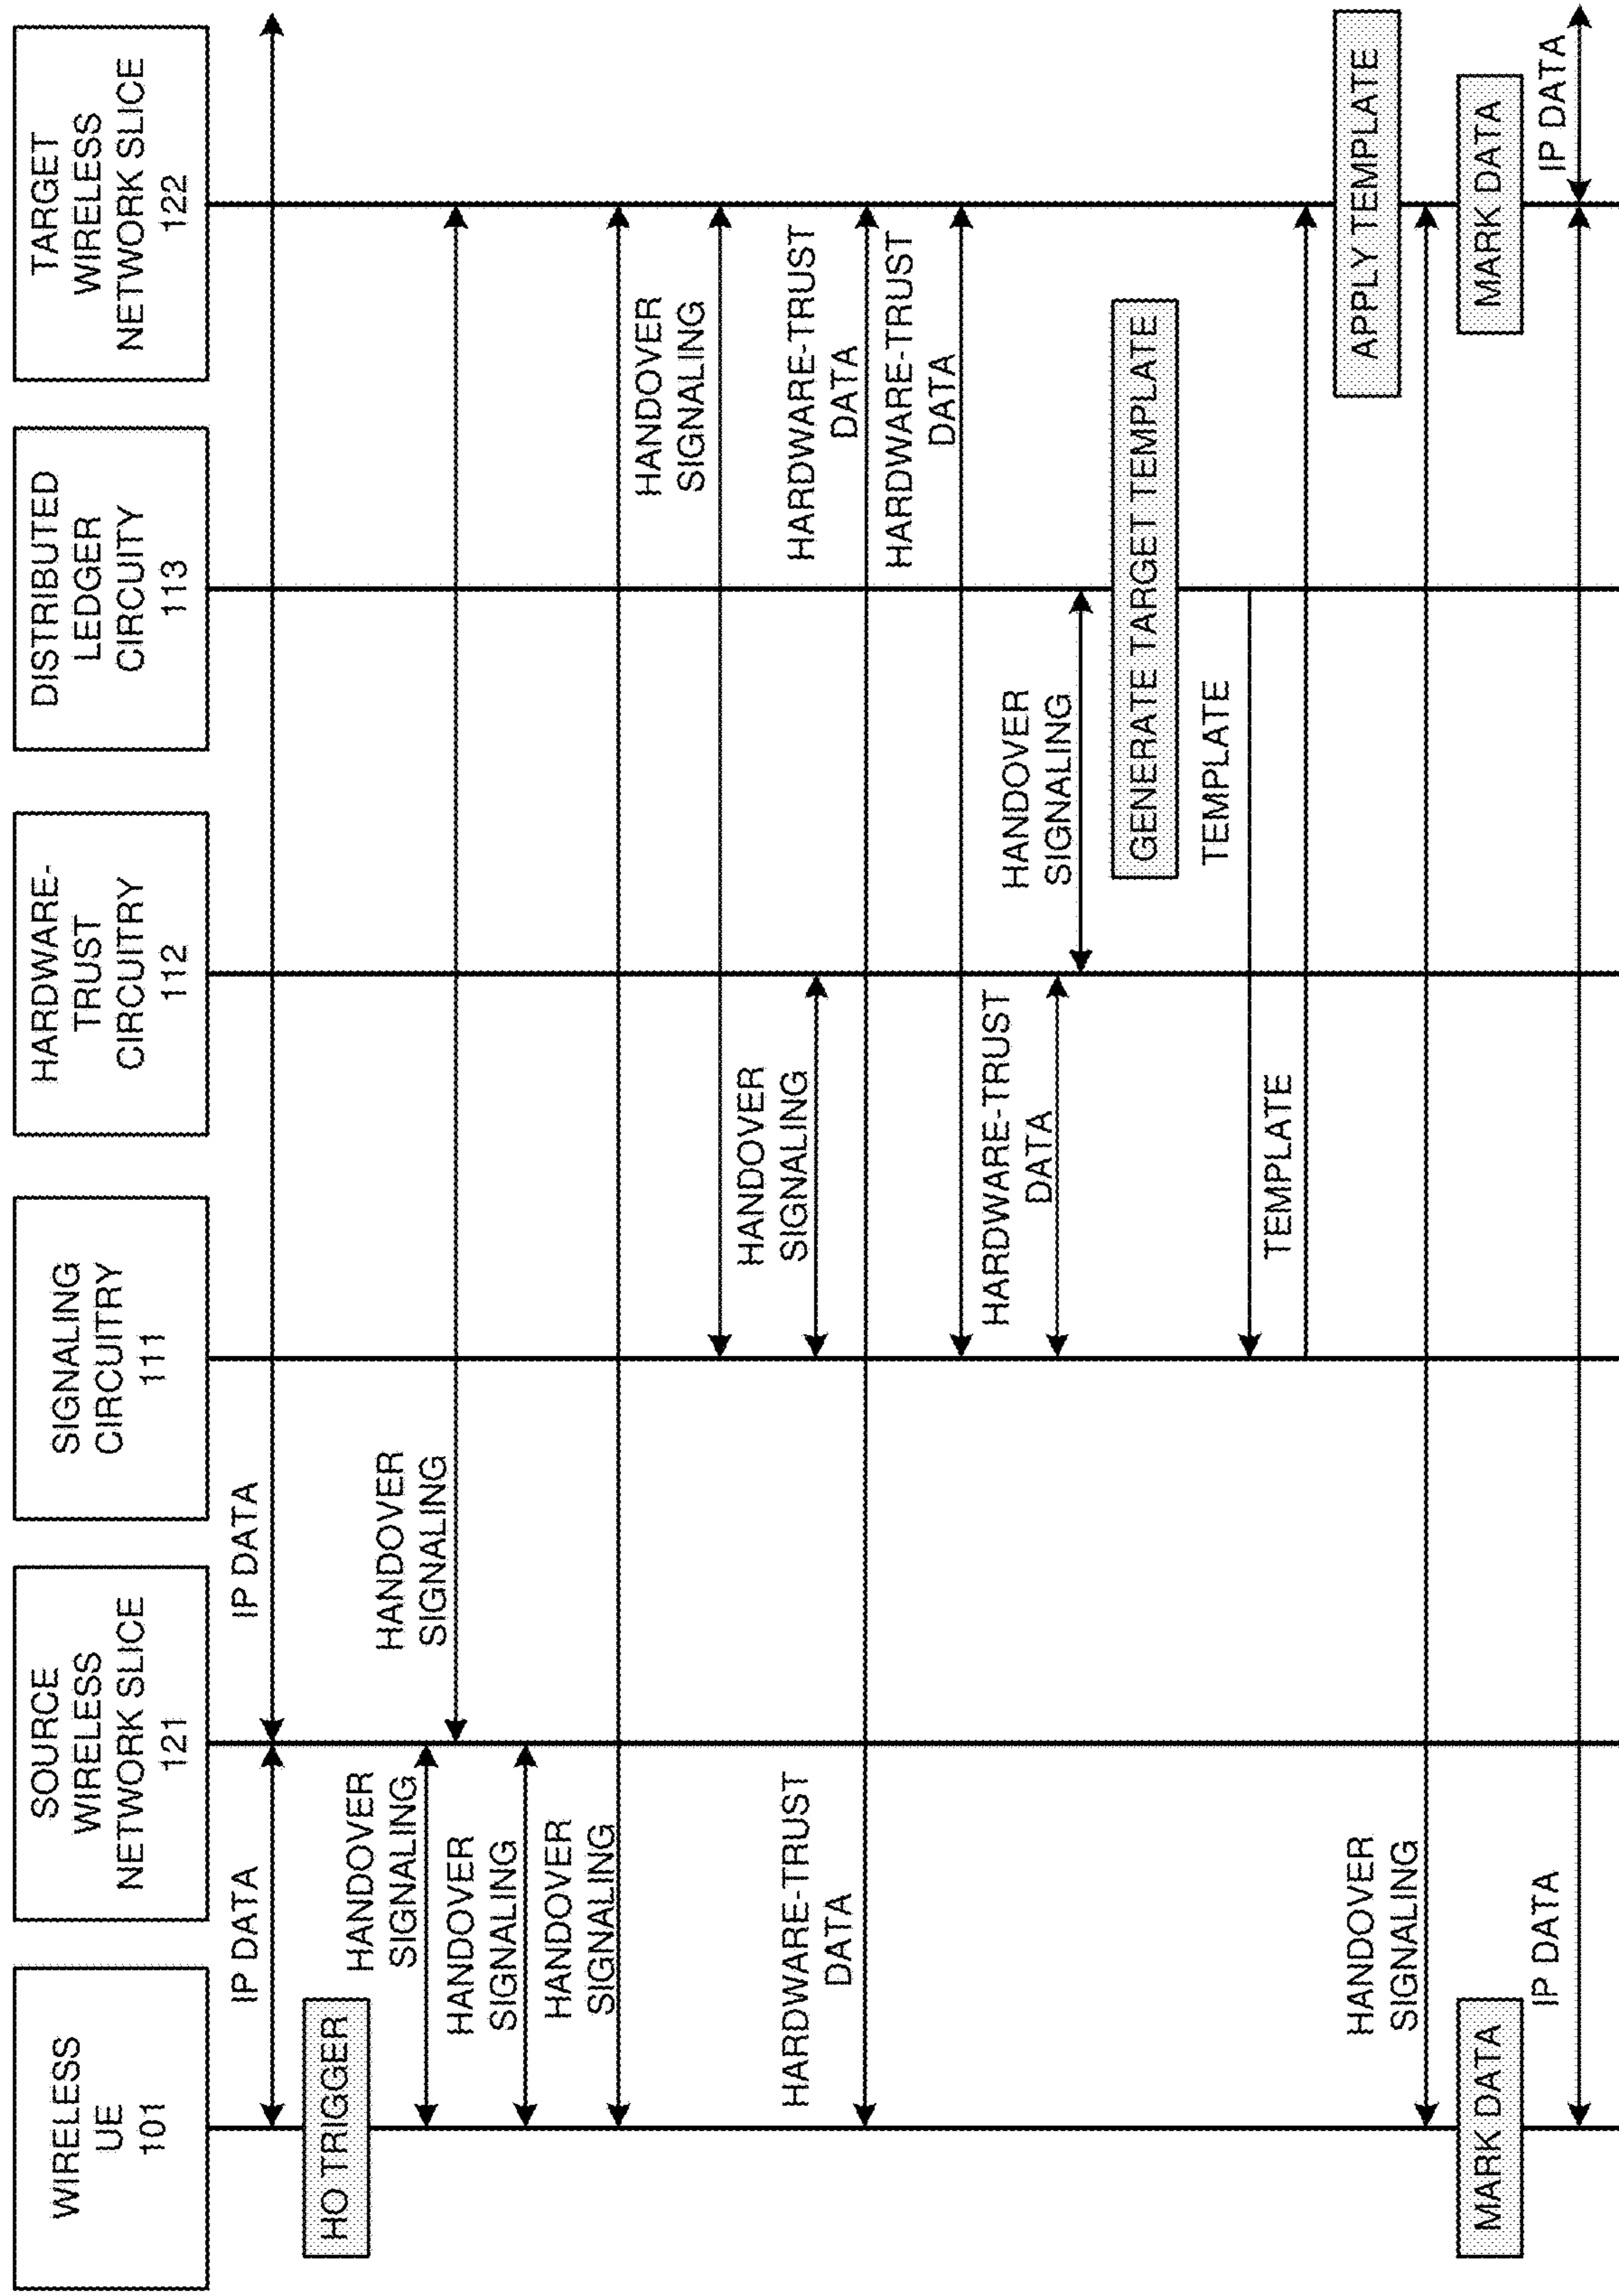 WIRELESS
UE
101
SOURCE
WIRELESS
NETWORK SLICE
121
SIGNALING
CIRCUITRY
111
HARDWARE-
TRUST
CIRCUITRY
112
DISTRIBUTED
LEDGER
CIRCUITY
113
TARGET
WIRELESS
NETWORK SLICE
122
IP DATA
IP DATA
HO TRIGGER
HANDOVER
SIGNALING
HANDOVER
SIGNALING
HANDOVER
SIGNALING
HANDOVER
SIGNALING
HANDOVER
SIGNALING
HANDOVER
SIGNALING
HARDWARE-TRUST
DATA
HARDWARE-TRUST
DATA
HARDWARE-TRUST
DATA
HARDWARE-TRUST
DATA
HANDOVER
SIGNALING
GENERATE TARGET TEMPLATE
TEMPLATE
TEMPLATE
APPLY TEMPLATE
HANDOVER
SIGNALING
MARK DATA
MARK DATA
IP DATA
IP DATA